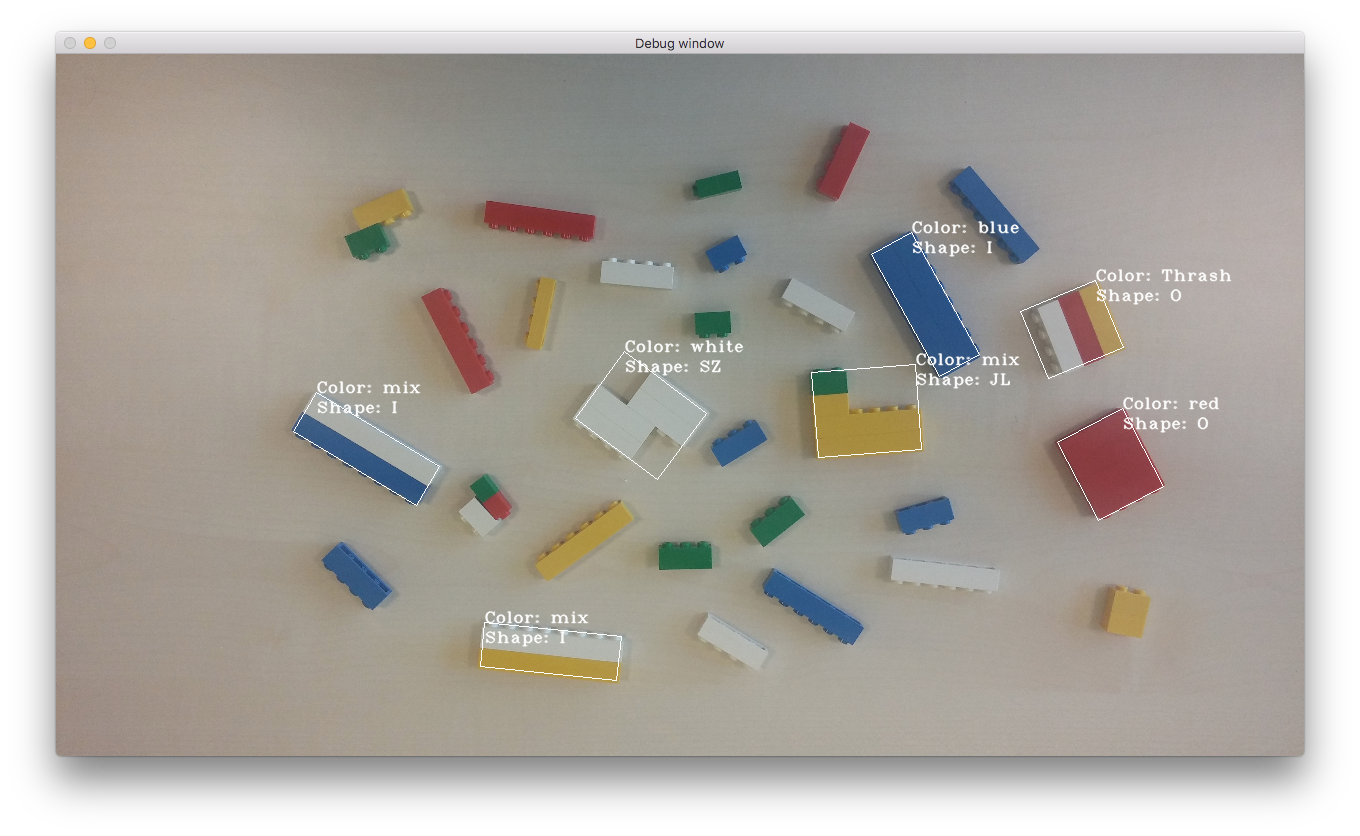 Debug window
Color: blue
Shape: I
Color: Thrash
Shape: O
Color: white
Shape: SZ
Color: mix
Shape: JL
Color: mix
Shape: I
Color: red
Shape: O
Color: mix
Shape: I